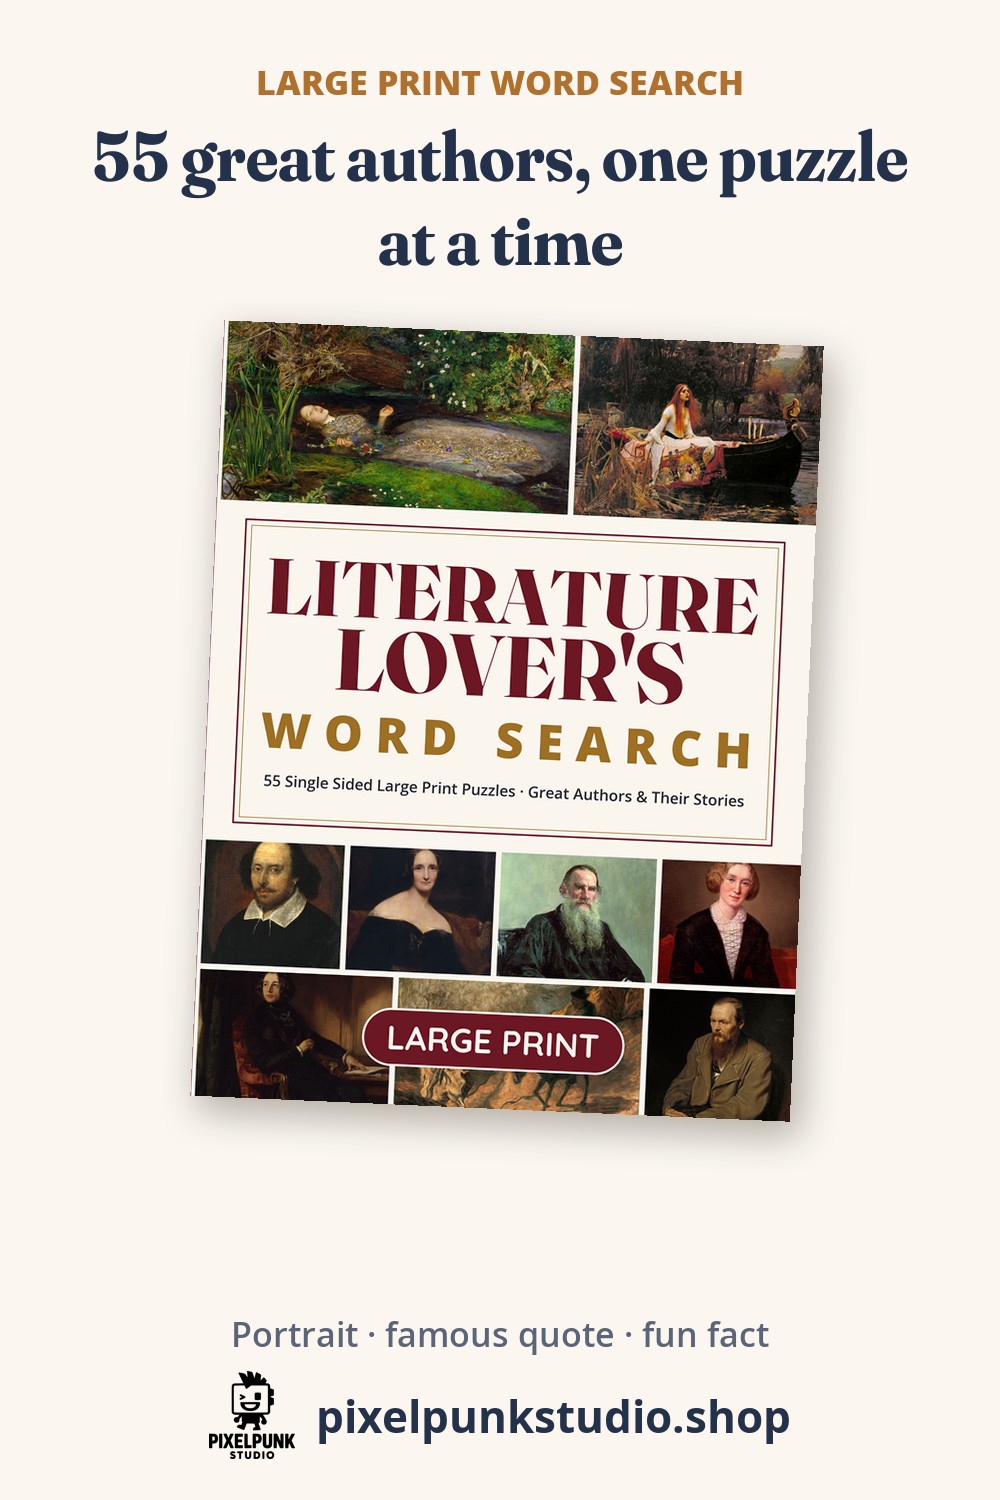 LARGE PRINT WORD SEARCH
55 great authors, one puzzle
at a time
LITERATURE
LOVER'S
WORD SEARCH
55 Single Sided Large Print Puzzles · Great Authors & Their Stories
LARGE PRINT
Portrait · famous quote · fun fact
PIXELPUNK
STUDIO
pixelpunkstudio.shop